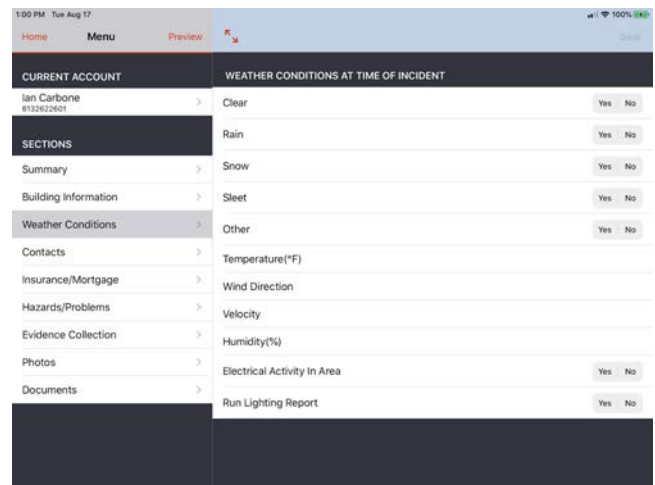 1:00 PM Tue Aug 17
100%
Home Menu Preview
Save
CURRENT ACCOUNT
Ian Carbone
6132622601
SECTIONS
Summary
Building Information
Weather Conditions
Contacts
Insurance/Mortgage
Hazards/Problems
Evidence Collection
Photos
Documents
WEATHER CONDITIONS AT TIME OF INCIDENT
Clear Yes No
Rain Yes No
Snow Yes No
Sleet Yes No
Other Yes No
Temperature(°F)
Wind Direction
Velocity
Humidity(%)
Electrical Activity In Area Yes No
Run Lighting Report Yes No